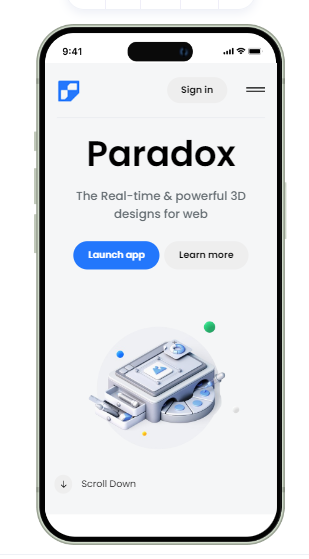 9:41
Sign in
Paradox
The Real-time & powerful 3D
designs for web
Launch app
Learn more
Scroll Down